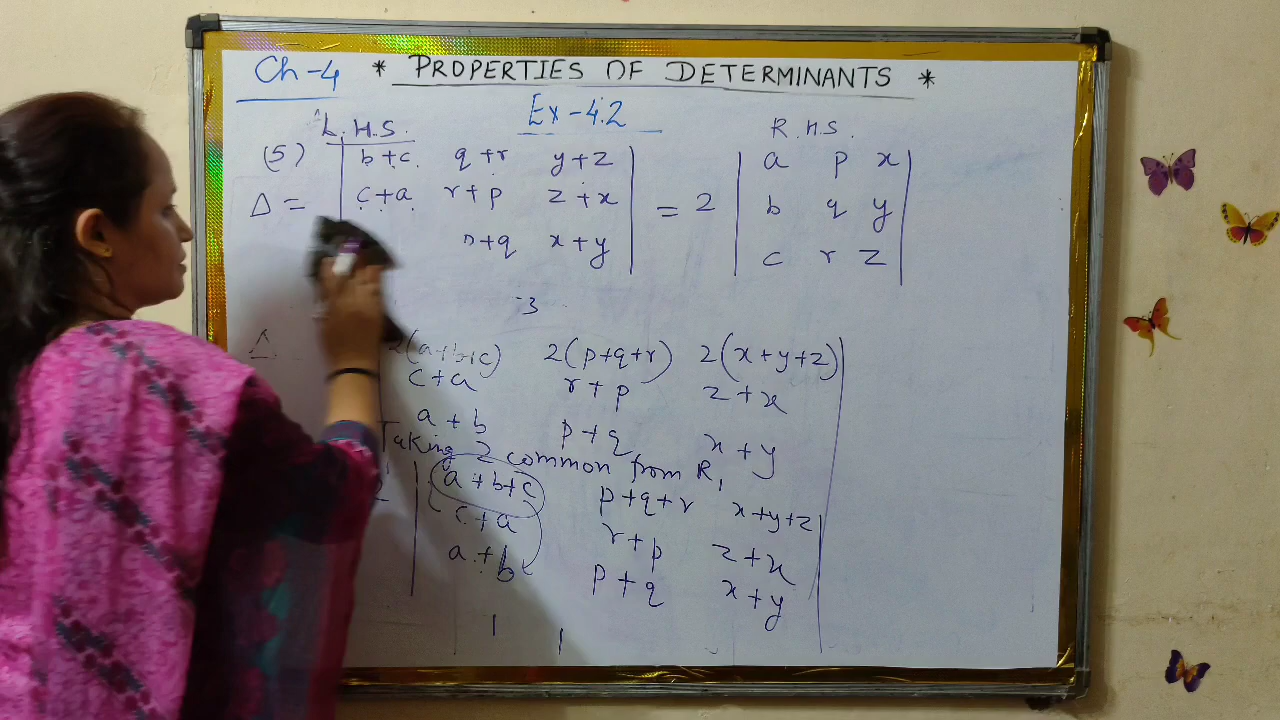 Ch-4 * PROPERTIES OF DETERMINANTS *
Ex-4.2
L.H.S. R.H.S.
(5) b+c q+r y+z a p x
Δ = c+a r+p z+x = 2 b q y
+q x+y c r z
3
Δ 2(a+b+c) 2(p+q+r) 2(x+y+z)
c+a r+p z+x
a+b p+q x+y
Taking 2 common from R1
a+b+c p+q+r x+y+z
c+a r+p z+x
a+b p+q x+y